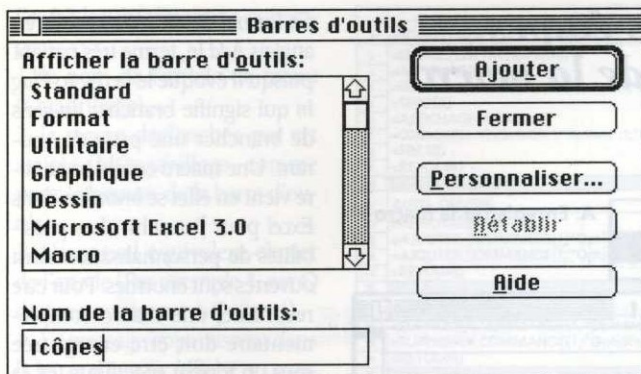 Barres d'outils
Afficher la barre d'outils:
Standard
Format
Utilitaire
Graphique
Dessin
Microsoft Excel 3.0
Macro
Nom de la barre d'outils:
Icônes
Ajouter
Fermer
Personnaliser...
Rétablir
Aide